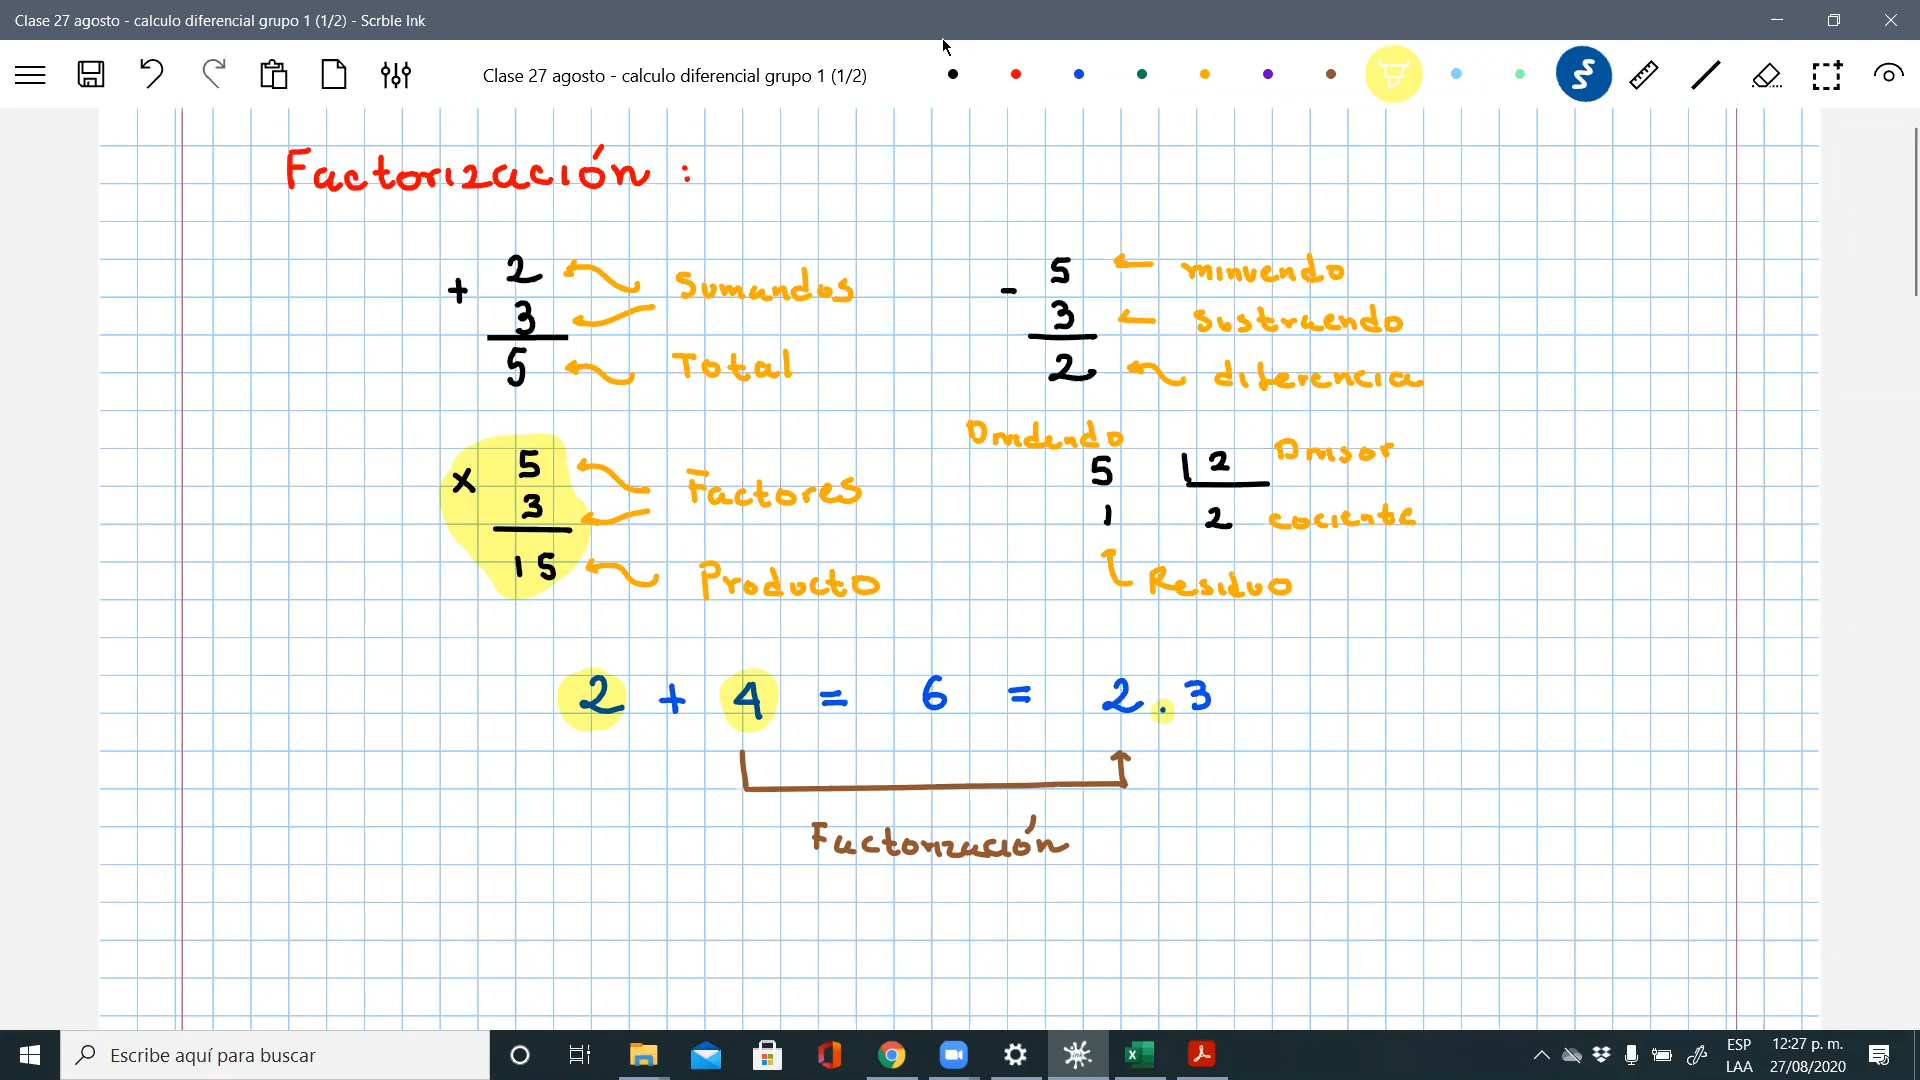 Clase 27 agosto - calculo diferencial grupo 1 (1/2) - Scrble Ink
Clase 27 agosto - calculo diferencial grupo 1 (1/2)
Factorización :
+ 2
3
5
Sumandos
Total
- 5
3
2
minuendo
sustraendo
diferencia
x 5
3
15
Factores
Producto
Dividendo
5 2 Divisor
1 2 cociente
Residuo
2 + 4 = 6 = 2 . 3
Factorización
Escribe aquí para buscar
ESP
LAA
12:27 p. m.
27/08/2020